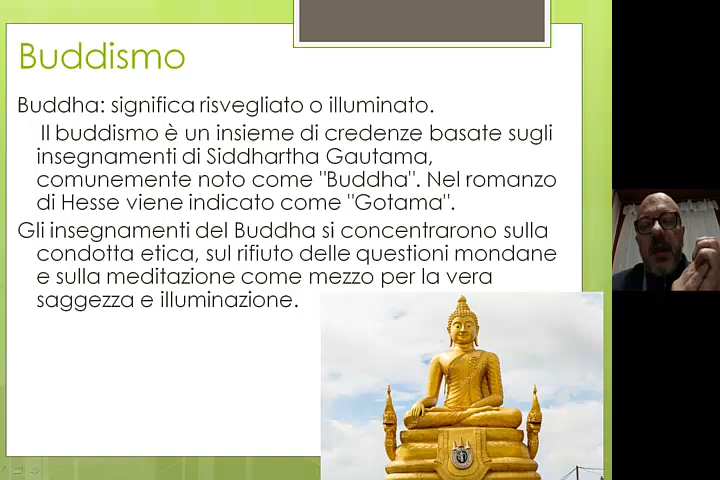 Buddismo
Buddha: significa risvegliato o illuminato.
Il buddismo è un insieme di credenze basate sugli
insegnamenti di Siddhartha Gautama,
comunemente noto come "Buddha". Nel romanzo
di Hesse viene indicato come "Gotama".
Gli insegnamenti del Buddha si concentrarono sulla
condotta etica, sul rifiuto delle questioni mondane
e sulla meditazione come mezzo per la vera
saggezza e illuminazione.